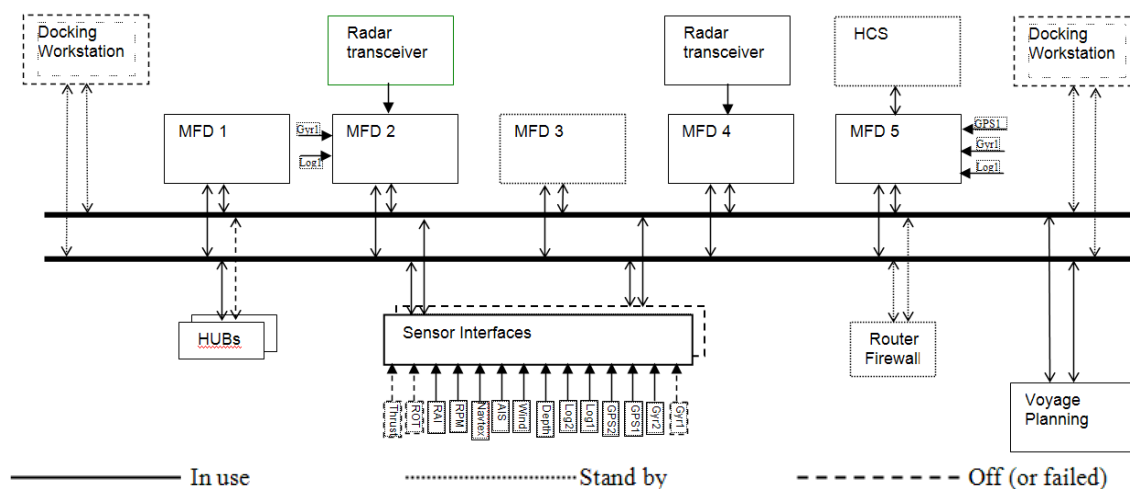 Docking
Workstation
Radar
transceiver
Radar
transceiver
HCS
Docking
Workstation
MFD 1
Gyr1
Log1
MFD 2
MFD 3
MFD 4
MFD 5
GPS1
Gyr1
Log1
HUBs
Sensor Interfaces
Router
Firewall
Voyage
Planning
Thrust
ROT
RAI
RPM
Navtex
AIS
Wind
Depth
Log2
Log1
GPS2
GPS1
Gyr2
Gyr1
In use
Stand by
Off (or failed)